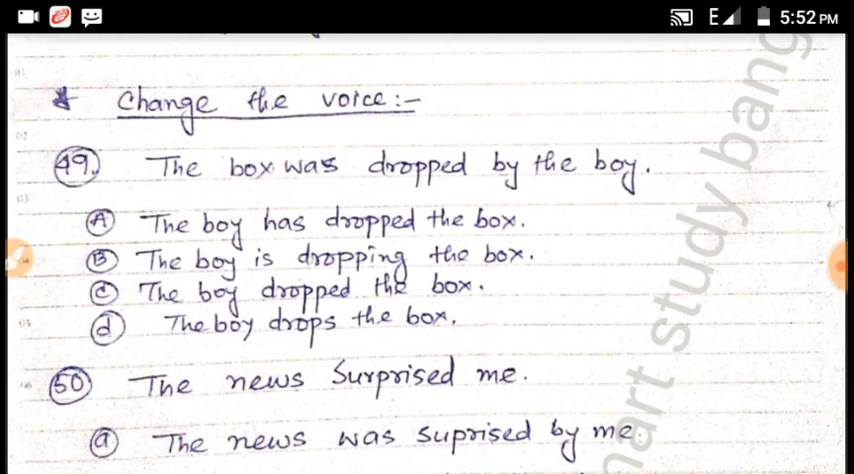 E 5:52 PM
* Change the voice:-
49. The box was dropped by the boy.
A The boy has dropped the box.
B The boy is dropping the box.
C The boy dropped the box.
d The boy drops the box.
50 The news Surprised me.
a The news was suprised by me.
mart study bang